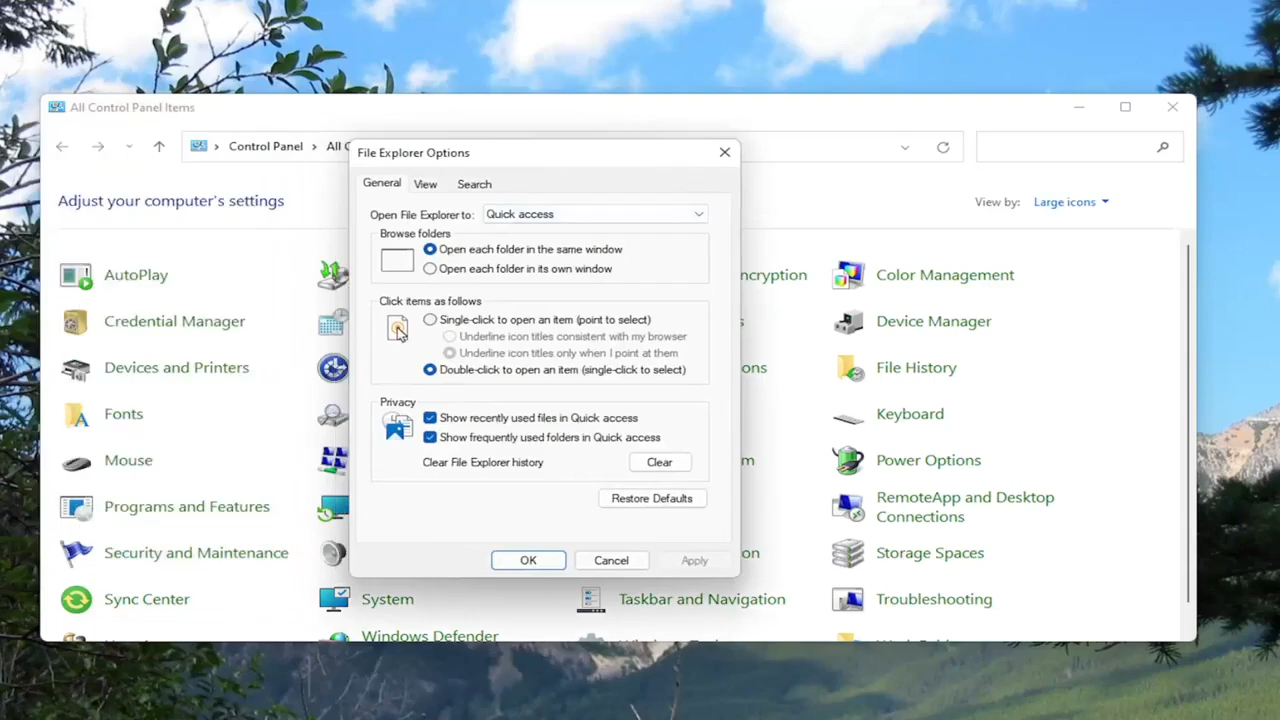 All Control Panel Items
Control Panel > All
Adjust your computer's settings
View by: Large icons
File Explorer Options
General View Search
Open File Explorer to: Quick access
Browse folders
Open each folder in the same window
Open each folder in its own window
Click items as follows
Single-click to open an item (point to select)
Underline icon titles consistent with my browser
Underline icon titles only when I point at them
Double-click to open an item (single-click to select)
Privacy
Show recently used files in Quick access
Show frequently used folders in Quick access
Clear File Explorer history Clear
Restore Defaults
OK Cancel Apply
AutoPlay
Color Management
Credential Manager
Device Manager
Devices and Printers
File History
Fonts
Keyboard
Mouse
Power Options
Programs and Features
RemoteApp and Desktop
Connections
Security and Maintenance
Storage Spaces
Sync Center
System
Taskbar and Navigation
Troubleshooting
Windows Defender